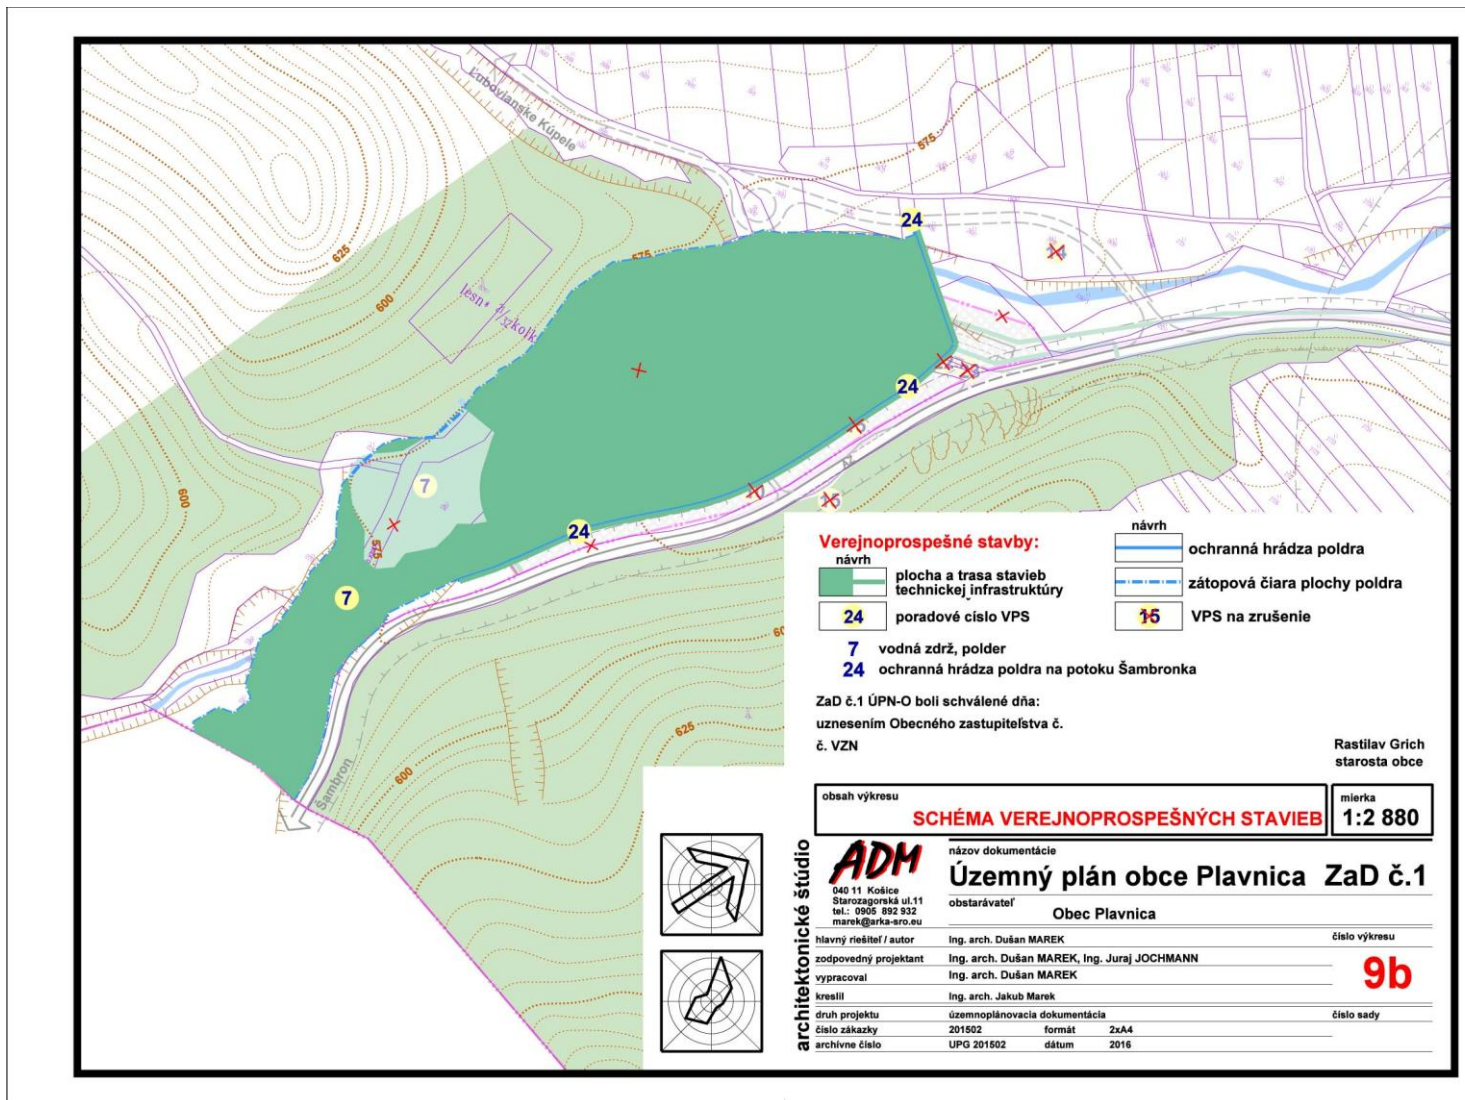 Ľubovianske Kúpele
575
24
625
575
600
lesn
kolk
24
7
575
600
24
AZ
7
Šambron
600
625
Verejnoprospešné stavby:
návrh
plocha a trasa stavieb
technickej infraštruktúry
24 poradové číslo VPS
7 vodná zdrž, polder
24 ochranná hrádza poldra na potoku Šambronka
návrh
ochranná hrádza poldra
zátopová čiara plochy poldra
15 VPS na zrušenie
ZaD č.1 ÚPN-O boli schválené dňa:
uznesením Obecného zastupiteľstva č.
č. VZN
Rastilav Grich
starosta obce
obsah výkresu
SCHÉMA VEREJNOPROSPEŠNÝCH STAVIEB
mierka
1:2 880
architektonické štúdio
ADM
040 11 Košice
Starozagorská ul.11
tel.: 0905 892 932
marek@arka-sro.eu
názov dokumentácie
Územný plán obce Plavnica ZaD č.1
obstarávateľ
Obec Plavnica
hlavný riešiteľ / autor Ing. arch. Dušan MAREK
zodpovedný projektant Ing. arch. Dušan MAREK, Ing. Juraj JOCHMANN
vypracoval Ing. arch. Dušan MAREK
kreslil Ing. arch. Jakub Marek
druh projektu územnoplánovacia dokumentácia
číslo zákazky 201502 formát 2xA4
archívne číslo UPG 201502 dátum 2016
číslo výkresu
9b
číslo sady